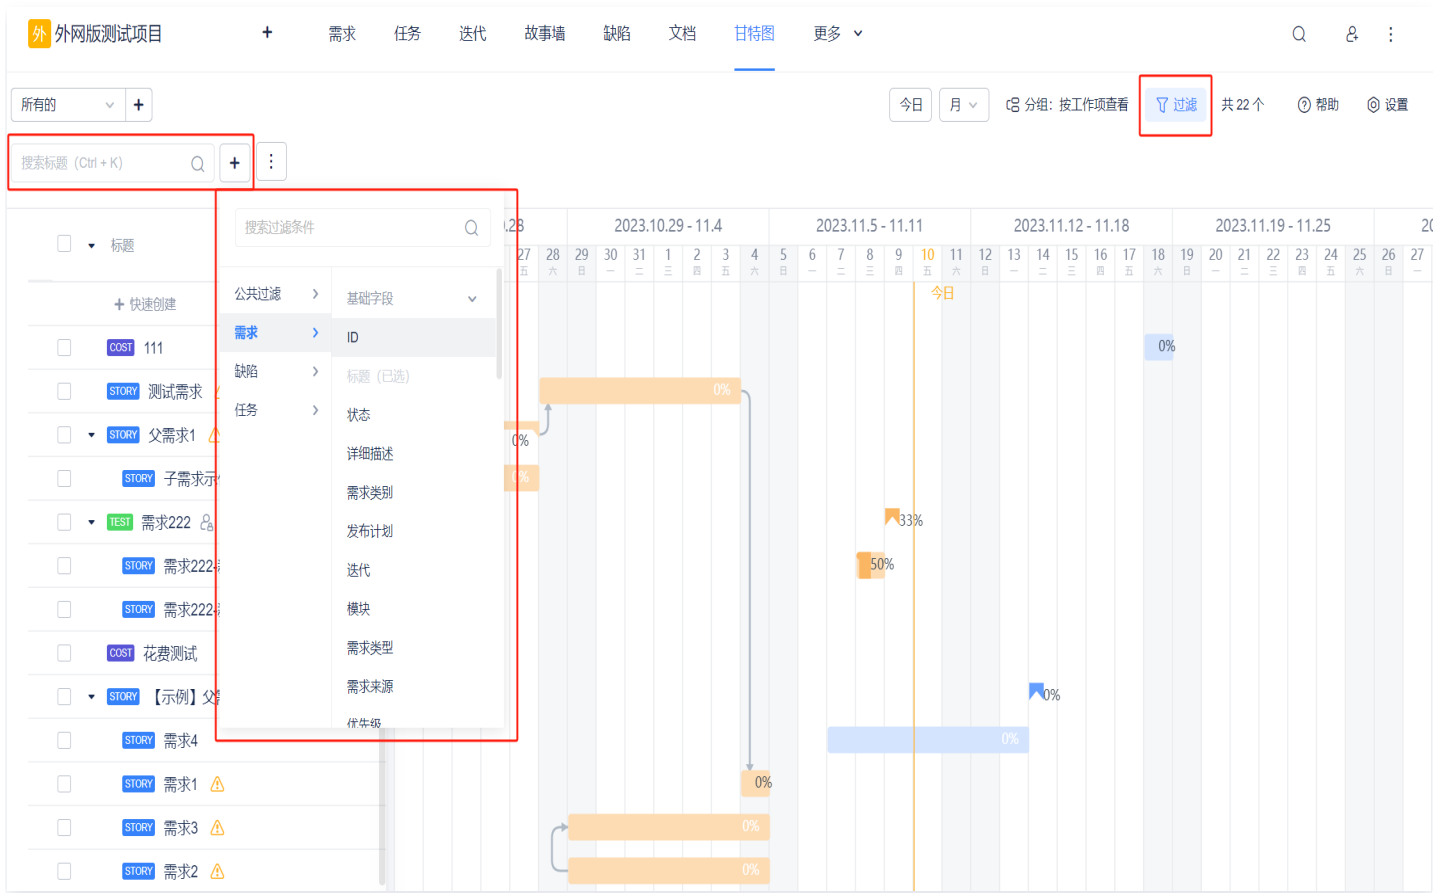 外 外网版测试项目 + 需求 任务 迭代 故事墙 缺陷 文档 甘特图 更多
所有的 + 今日 月 分组：按工作项查看 过滤 共 22 个 帮助 设置
搜索标题（Ctrl + K） +
搜索过滤条件
公共过滤
需求
缺陷
任务
基础字段
ID
标题（已选）
状态
详细描述
需求类别
发布计划
迭代
模块
需求类型
需求来源
优先级
标题
+ 快速创建
COST 111
STORY 测试需求
STORY 父需求1
STORY 子需求示
TEST 需求222
STORY 需求222
STORY 需求222
COST 花费测试
STORY 【示例】父
STORY 需求4
STORY 需求1
STORY 需求3
STORY 需求2
.28 2023.10.29 - 11.4 2023.11.5 - 11.11 2023.11.12 - 11.18 2023.11.19 - 11.25 20
27 28 29 30 31 1 2 3 4 5 6 7 8 9 10 11 12 13 14 15 16 17 18 19 20 21 22 23 24 25 26 27
五 六 日 一 二 三 四 五 六 日 一 二 三 四 五 六 日 一 二 三 四 五 六 日 一 二 三 四 五 六 日 一
今日
0%
0%
0%
0%
33%
50%
0%
0%
0%
0%
0%